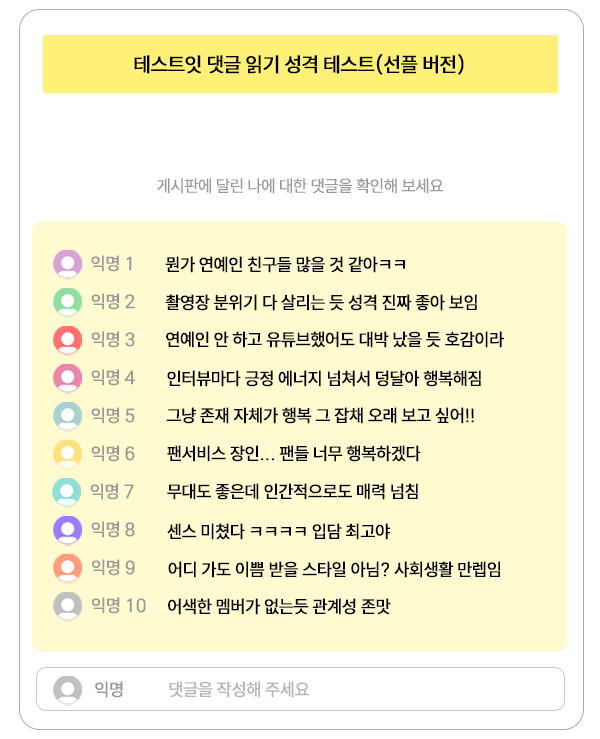 테스트잇 댓글 읽기 성격 테스트(선플 버전)
게시판에 달린 나에 대한 댓글을 확인해 보세요
익명 1 뭔가 연예인 친구들 많을 것 같아ㅋㅋ
익명 2 촬영장 분위기 다 살리는 듯 성격 진짜 좋아 보임
익명 3 연예인 안 하고 유튜브했어도 대박 났을 듯 호감이라
익명 4 인터뷰마다 긍정 에너지 넘쳐서 덩달아 행복해짐
익명 5 그냥 존재 자체가 행복 그 잡채 오래 보고 싶어!!
익명 6 팬서비스 장인... 팬들 너무 행복하겠다
익명 7 무대도 좋은데 인간적으로도 매력 넘침
익명 8 센스 미쳤다 ㅋㅋㅋㅋ 입담 최고야
익명 9 어디 가도 이쁨 받을 스타일 아님? 사회생활 만렙임
익명 10 어색한 멤버가 없는듯 관계성 존맛
익명 댓글을 작성해 주세요